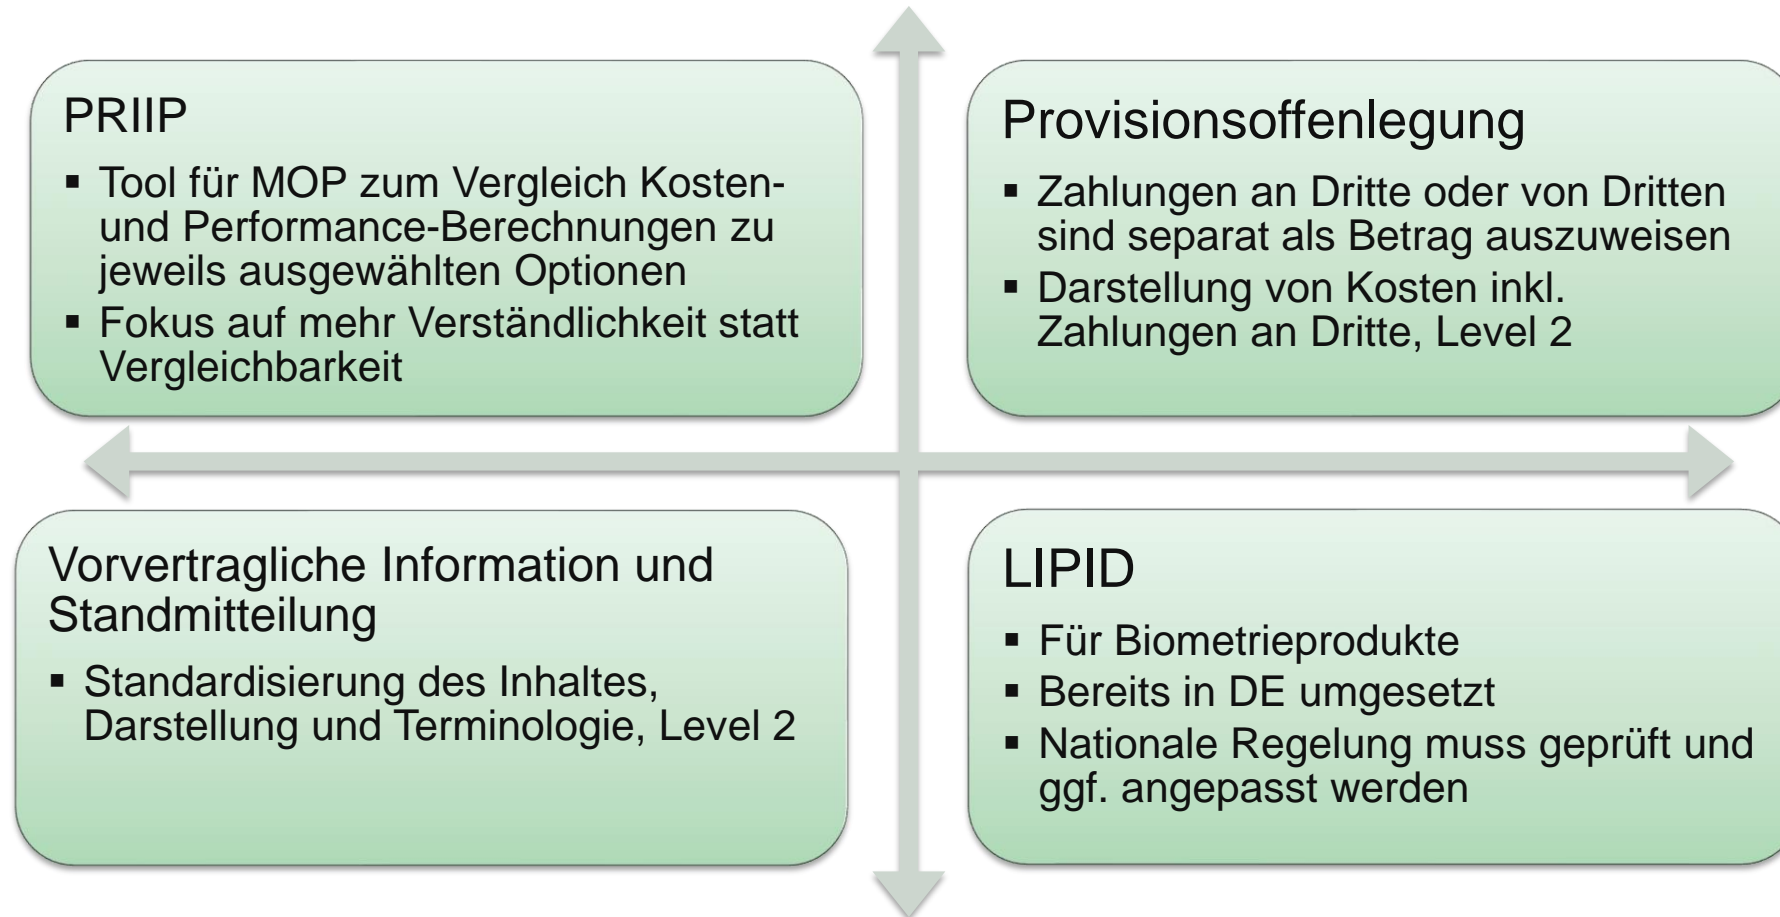 PRIIP
▪ Tool für MOP zum Vergleich Kosten-
und Performance-Berechnungen zu
jeweils ausgewählten Optionen
▪ Fokus auf mehr Verständlichkeit statt
Vergleichbarkeit
Provisionsoffenlegung
▪ Zahlungen an Dritte oder von Dritten
sind separat als Betrag auszuweisen
▪ Darstellung von Kosten inkl.
Zahlungen an Dritte, Level 2
Vorvertragliche Information und
Standmitteilung
▪ Standardisierung des Inhaltes,
Darstellung und Terminologie, Level 2
LIPID
▪ Für Biometrieprodukte
▪ Bereits in DE umgesetzt
▪ Nationale Regelung muss geprüft und
ggf. angepasst werden